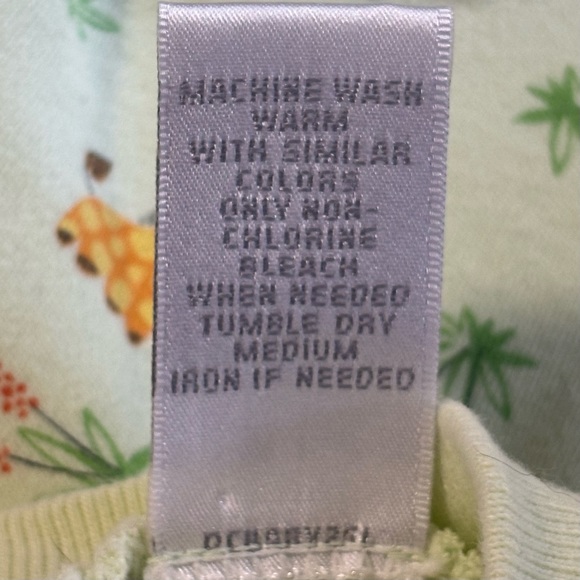 MACHINE WASH
WARM
WITH SIMILAR
COLORS
ONLY NON-
CHLORINE
BLEACH
WHEN NEEDED
TUMBLE DRY
MEDIUM
IRON IF NEEDED